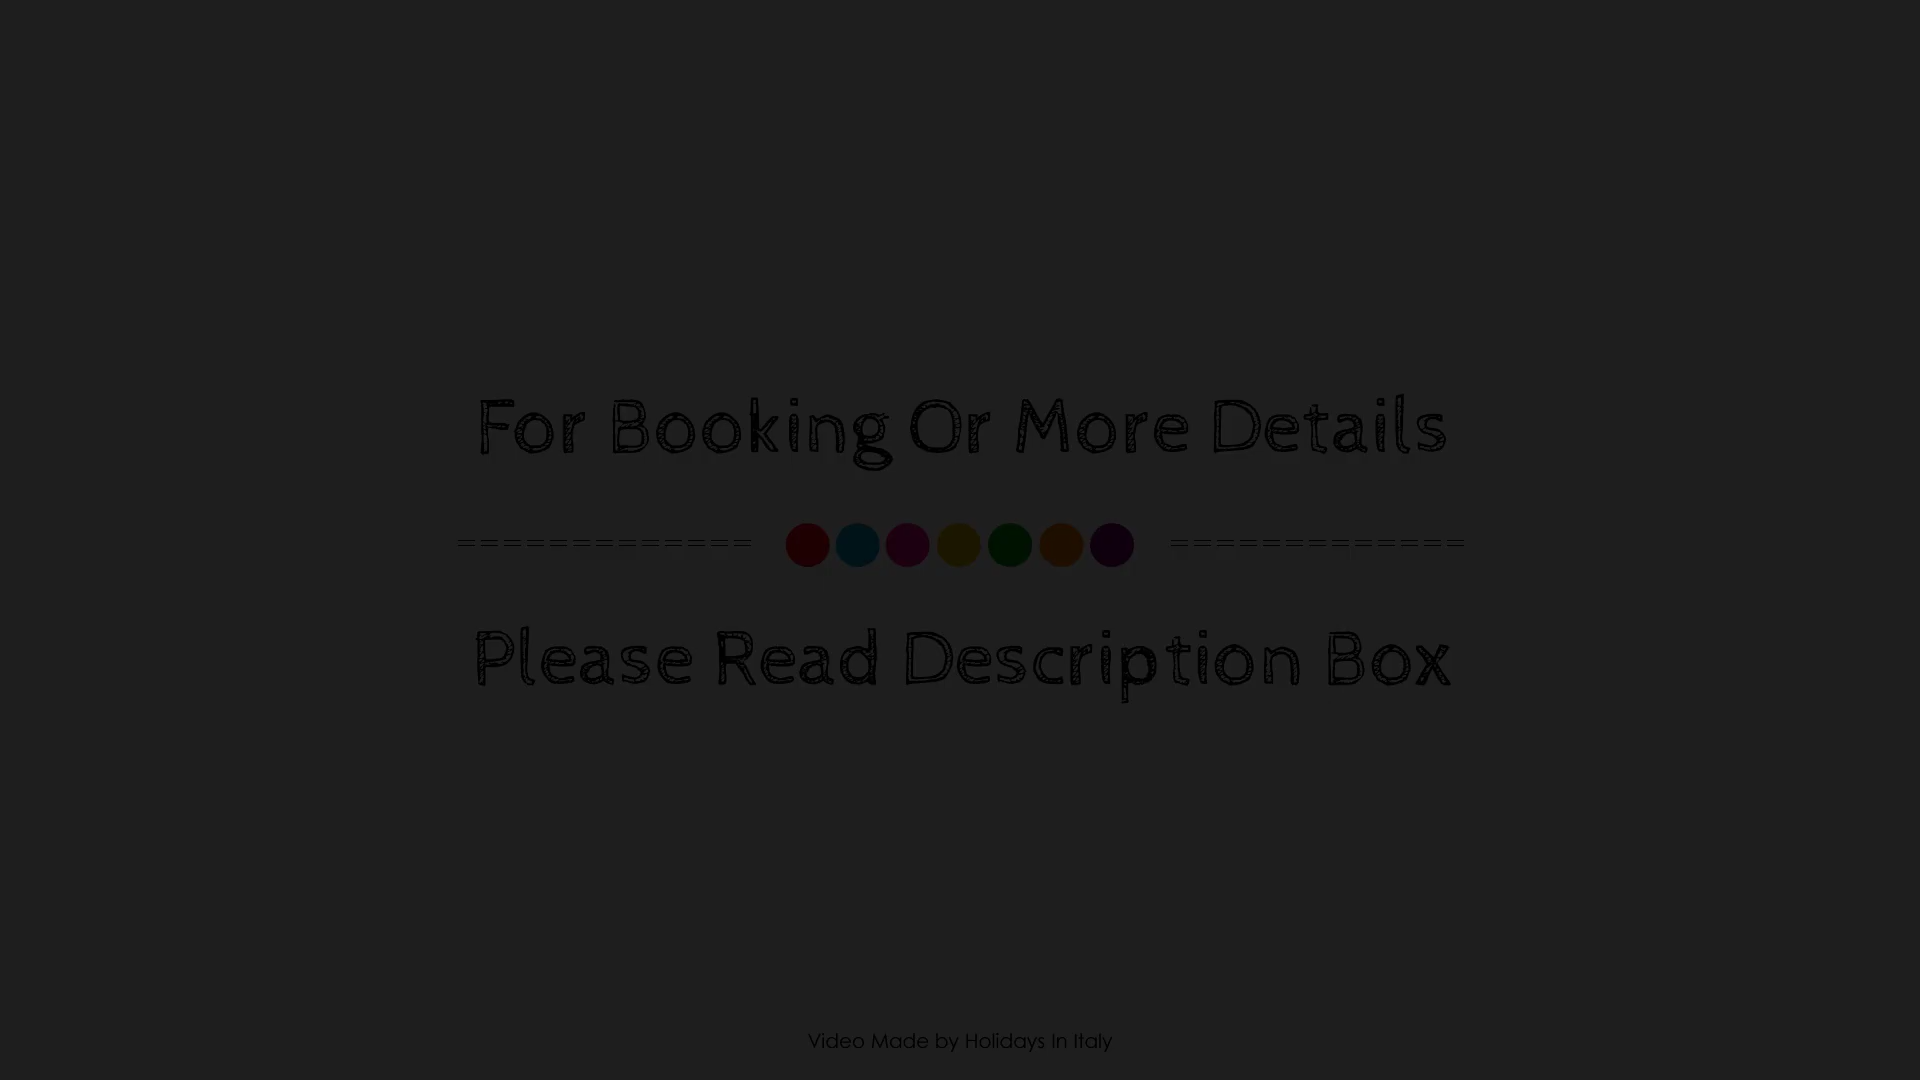 For Booking Or More Details
============= =============
Please Read Description Box
Video Made by Holidays In Italy